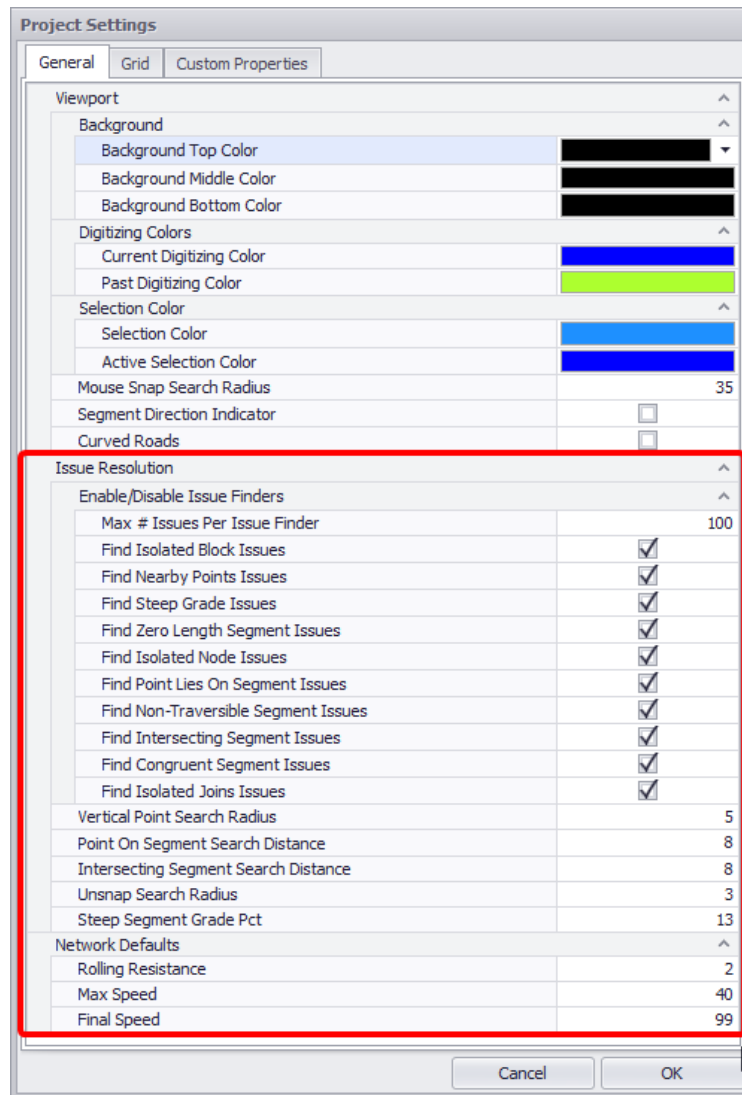 Project Settings
General Grid Custom Properties
Viewport
Background
Background Top Color
Background Middle Color
Background Bottom Color
Digitizing Colors
Current Digitizing Color
Past Digitizing Color
Selection Color
Selection Color
Active Selection Color
Mouse Snap Search Radius 35
Segment Direction Indicator
Curved Roads
Issue Resolution
Enable/Disable Issue Finders
Max # Issues Per Issue Finder 100
Find Isolated Block Issues
Find Nearby Points Issues
Find Steep Grade Issues
Find Zero Length Segment Issues
Find Isolated Node Issues
Find Point Lies On Segment Issues
Find Non-Traversible Segment Issues
Find Intersecting Segment Issues
Find Congruent Segment Issues
Find Isolated Joins Issues
Vertical Point Search Radius 5
Point On Segment Search Distance 8
Intersecting Segment Search Distance 8
Unsnap Search Radius 3
Steep Segment Grade Pct 13
Network Defaults
Rolling Resistance 2
Max Speed 40
Final Speed 99
Cancel OK